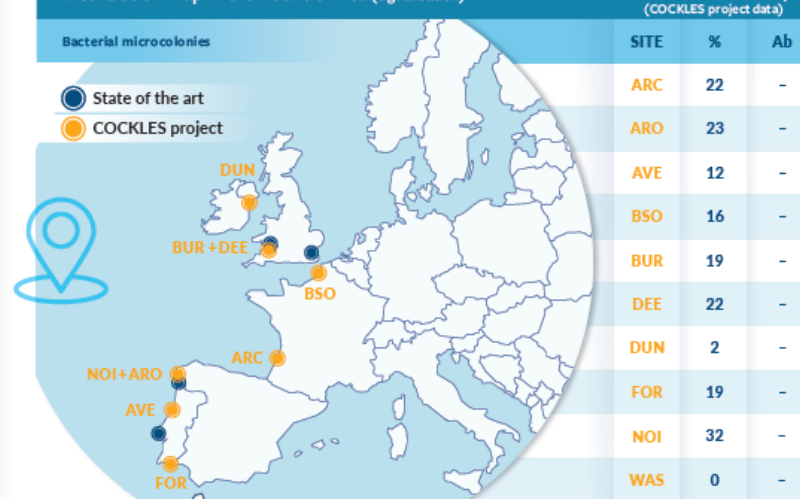 (COCKLES project data)
Bacterial microcolonies
SITE % Ab
State of the art
COCKLES project
DUN
BUR + DEE
BSO
ARC
NOI + ARO
AVE
FOR
ARC 22 –
ARO 23 –
AVE 12 –
BSO 16 –
BUR 19 –
DEE 22 –
DUN 2 –
FOR 19 –
NOI 32 –
WAS 0 –